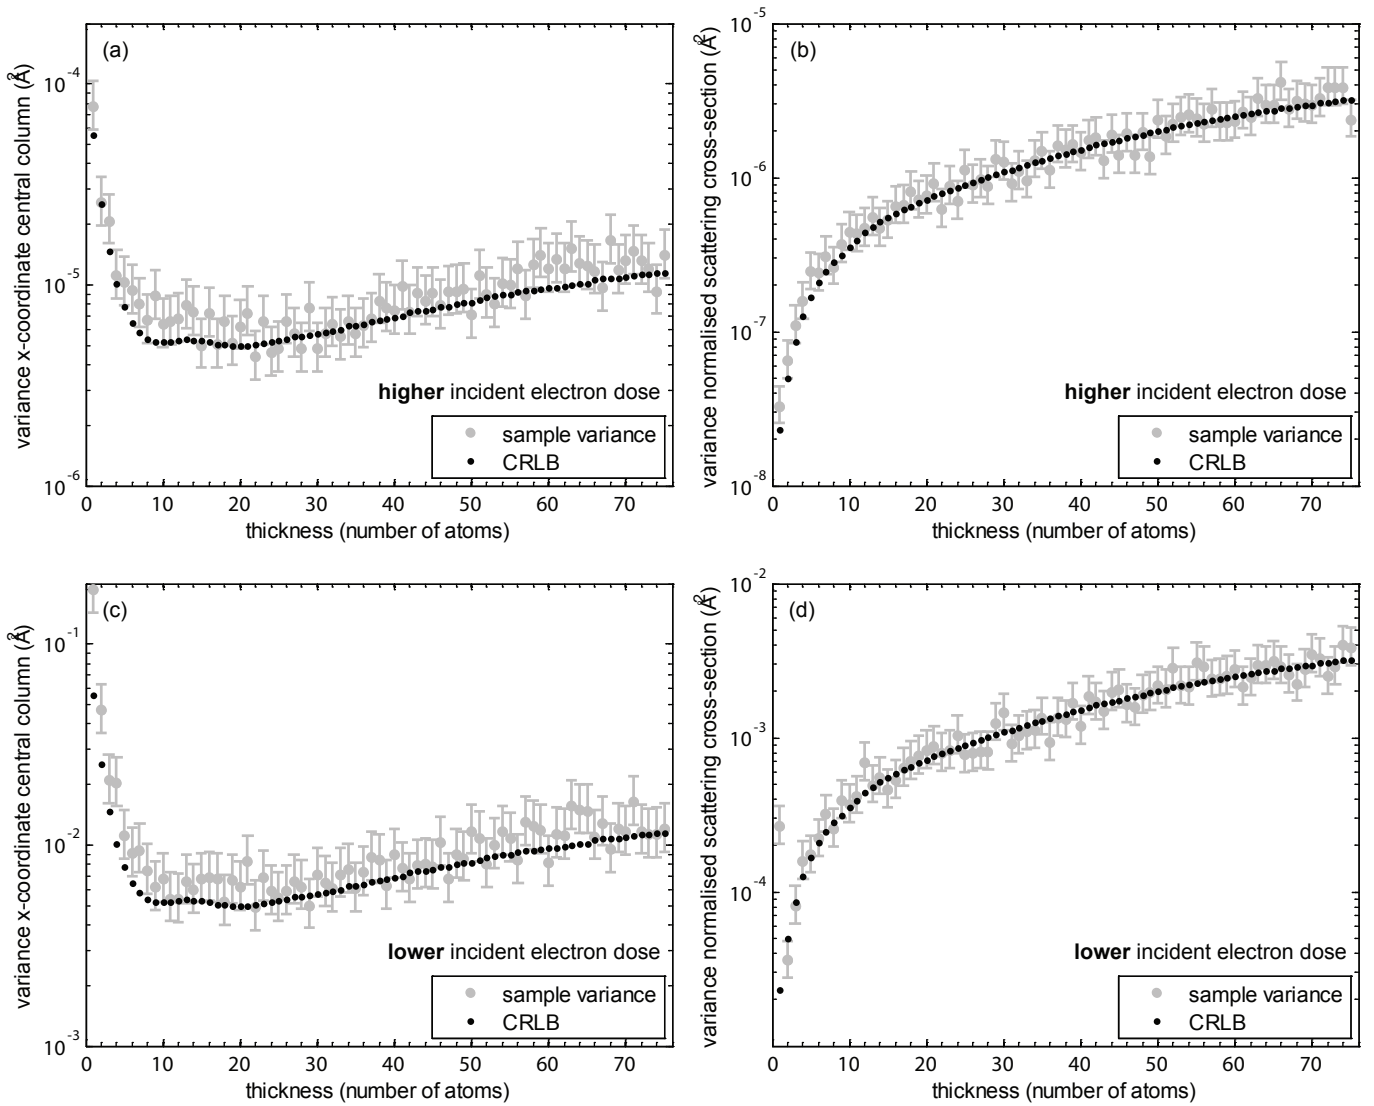 (a)
variance x-coordinate central column (Å²)
10⁻⁴
10⁻⁵
10⁻⁶
higher incident electron dose
sample variance
CRLB
0 10 20 30 40 50 60 70
thickness (number of atoms)
(b)
variance normalised scattering cross-section (Å²)
10⁻⁵
10⁻⁶
10⁻⁷
10⁻⁸
higher incident electron dose
sample variance
CRLB
0 10 20 30 40 50 60 70
thickness (number of atoms)
(c)
variance x-coordinate central column (Å²)
10⁻¹
10⁻²
10⁻³
lower incident electron dose
sample variance
CRLB
0 10 20 30 40 50 60 70
thickness (number of atoms)
(d)
variance normalised scattering cross-section (Å²)
10⁻²
10⁻³
10⁻⁴
lower incident electron dose
sample variance
CRLB
0 10 20 30 40 50 60 70
thickness (number of atoms)